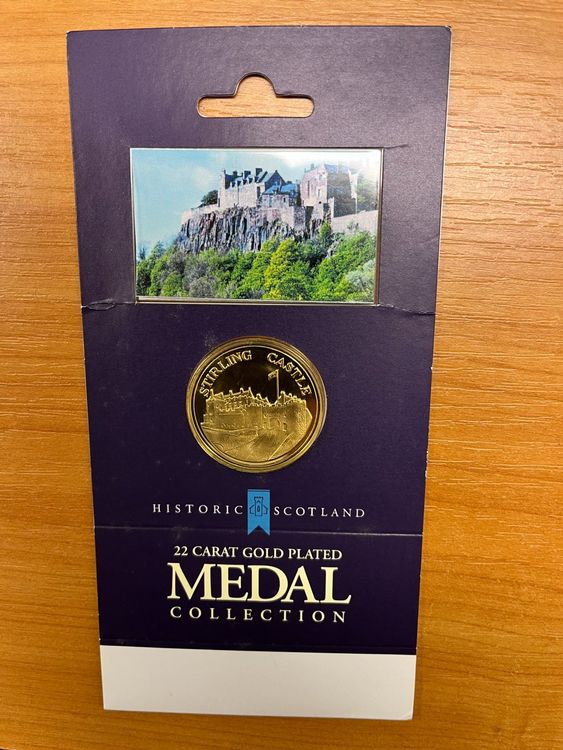 STIRLING CASTLE
HISTORIC SCOTLAND
22 CARAT GOLD PLATED
MEDAL
COLLECTION